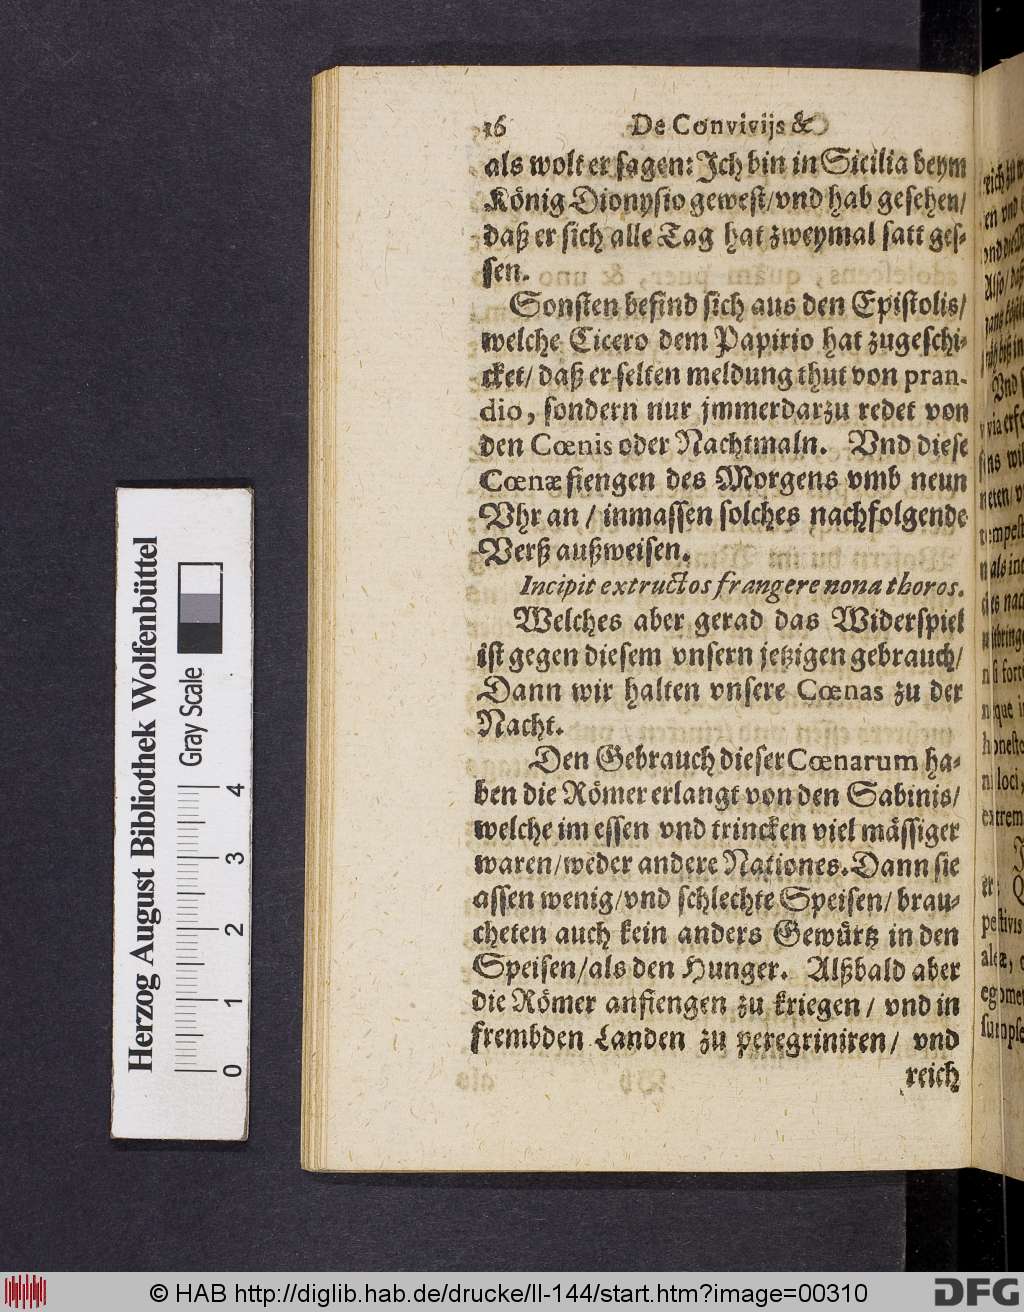 16 De Convivijs &
als wolt er sagen: Ich bin in Sicilia beym
König Dionysio gewest/vnd hab gesehen/
daß er sich alle Tag hat zweymal satt ges-
sen.
Sonsten befind sich aus den Epistolis/
welche Cicero dem Papirio hat zugeschi-
cket/ daß er selten meldung thut von pran-
dio, sondern nur jmmerdarzu redet von
den Cœnis oder Nachtmaln. Vnd diese
Cœnæ fiengen des Morgens vmb neun
Vhr an / inmassen solches nachfolgende
Verß außweisen.
Incipit extructos frangere nona thoros.
Welches aber gerad das Widerspiel
ist gegen diesem vnsern jetzigen gebrauch/
Dann wir halten vnsere Cœnas zu der
Nacht.
Den Gebrauch dieser Cœnarum ha-
ben die Römer erlangt von den Sabinis/
welche im essen vnd trincken viel mässiger
waren/weder andere Nationes. Dann sie
assen wenig/vnd schlechte Speisen/ brau-
cheten auch kein anders Gewürtz in den
Speisen/als den Hunger. Alßbald aber
die Römer anfiengen zu kriegen / vnd in
frembden Landen zu peregriniren/ vnd
reich
Herzog August Bibliothek Wolfenbüttel
Gray Scale
0 1 2 3 4
© HAB http://diglib.hab.de/drucke/ll-144/start.htm?image=00310
DFG